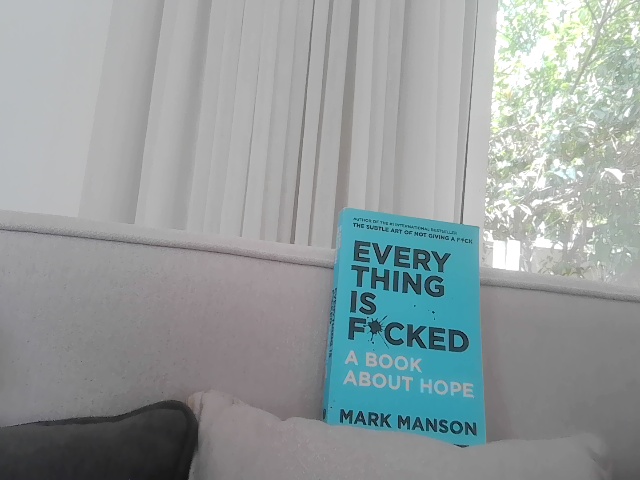 AUTHOR OF THE #1 INTERNATIONAL BESTSELLER
THE SUBTLE ART OF NOT GIVING A F*CK
EVERY
THING
IS
F*CKED
A BOOK
ABOUT HOPE
MARK MANSON